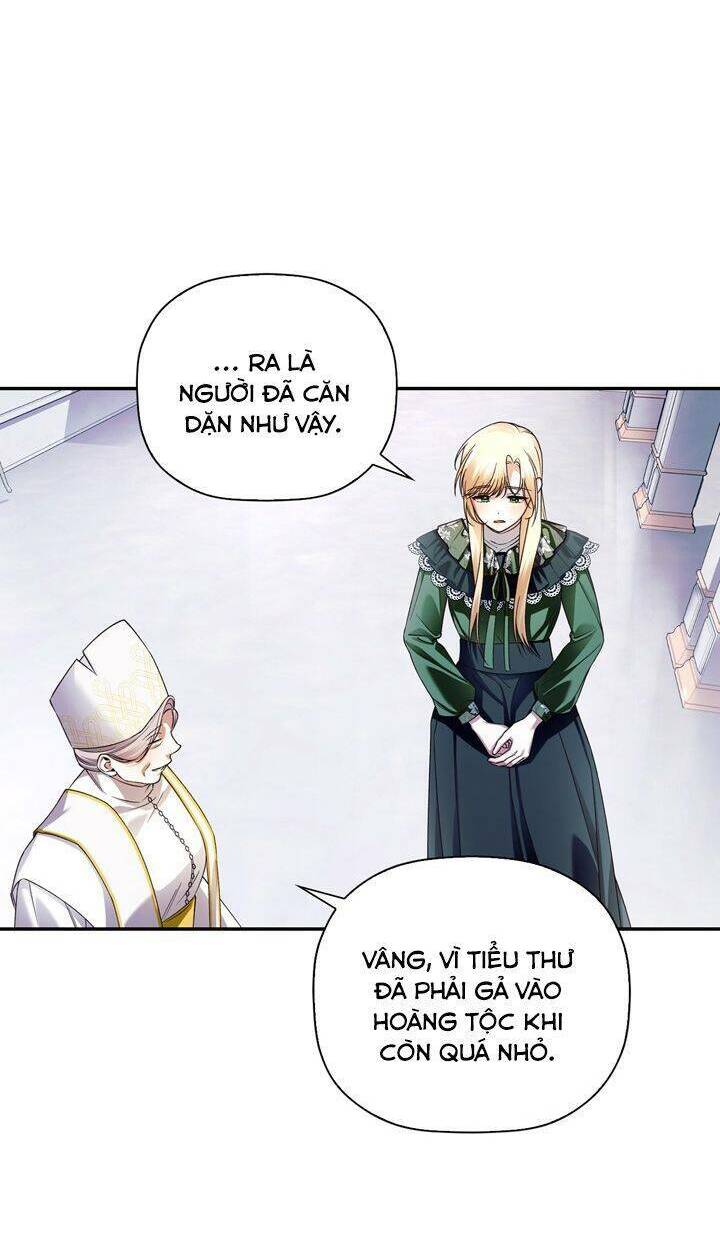 ... RA LÀ
NGƯỜI ĐÃ CĂN
DẶN NHƯ VẬY.
VÂNG, VÌ TIỂU THƯ
ĐÃ PHẢI GẢ VÀO
HOÀNG TỘC KHI
CÒN QUÁ NHỎ.